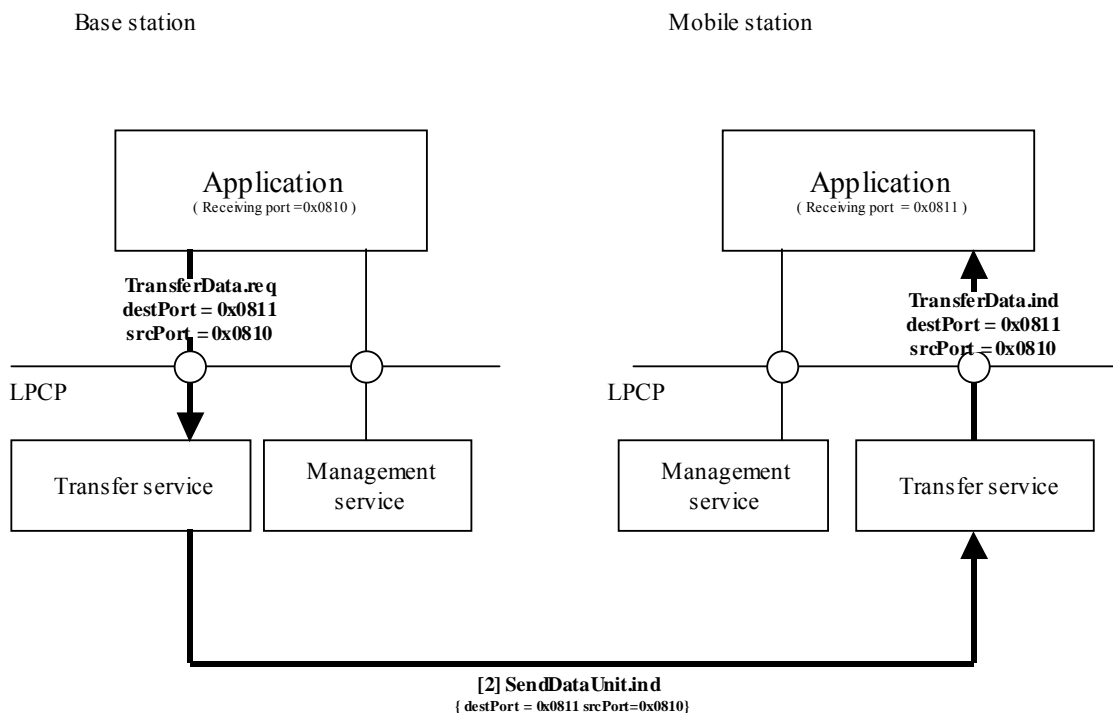 Base station
Mobile station
Application
( Receiving port =0x0810 )
Application
( Receiving port = 0x0811 )
TransferData.req
destPort = 0x0811
srcPort = 0x0810
TransferData.ind
destPort = 0x0811
srcPort = 0x0810
LPCP
LPCP
Transfer service
Management
service
Management
service
Transfer service
[2] SendDataUnit.ind
{ destPort = 0x0811 srcPort=0x0810}